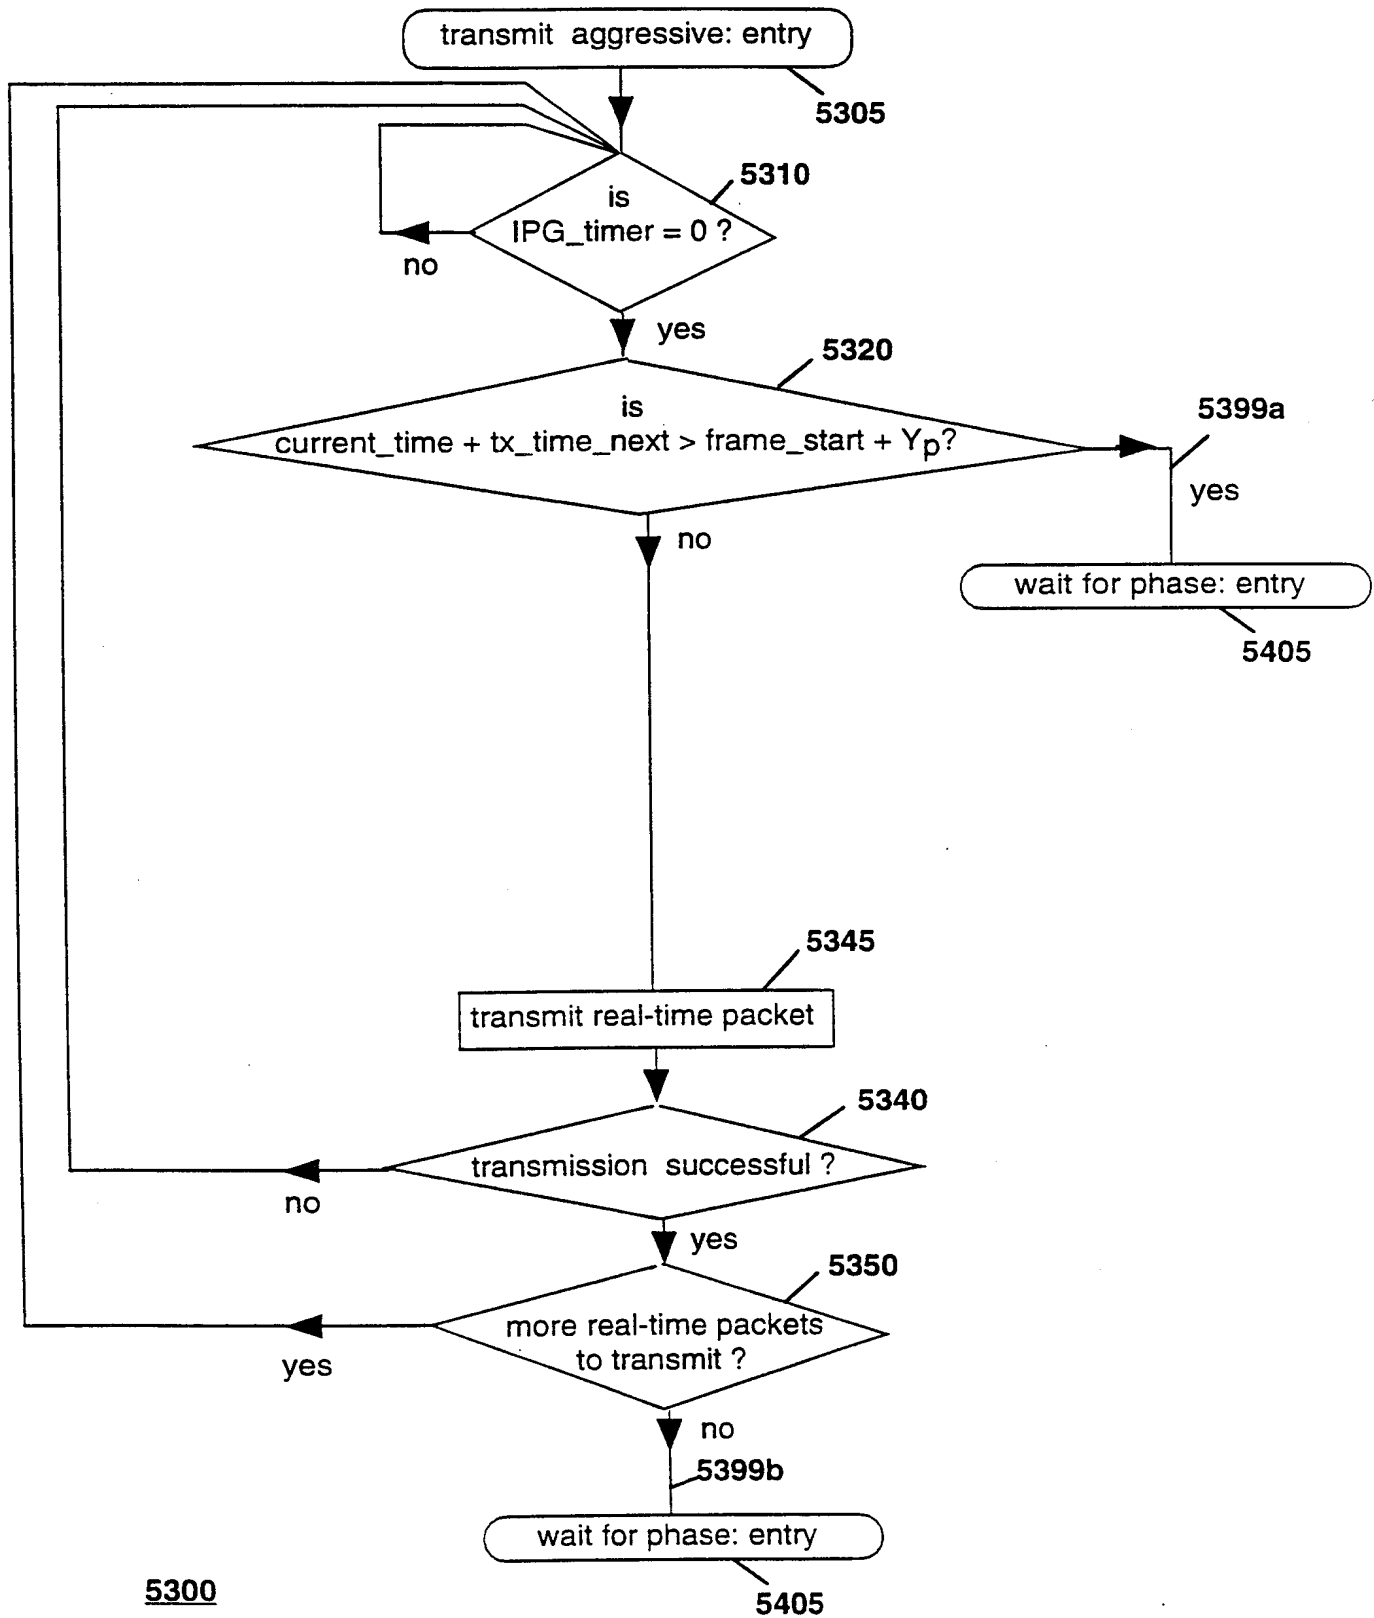 transmit aggressive: entry
5305
5310
is
IPG_timer = 0 ?
no
yes
5320
is
current_time + tx_time_next > frame_start + Yp?
5399a
yes
no
wait for phase: entry
5405
5345
transmit real-time packet
5340
transmission successful ?
no
yes
5350
more real-time packets
to transmit ?
yes
no
5399b
wait for phase: entry
5300
5405